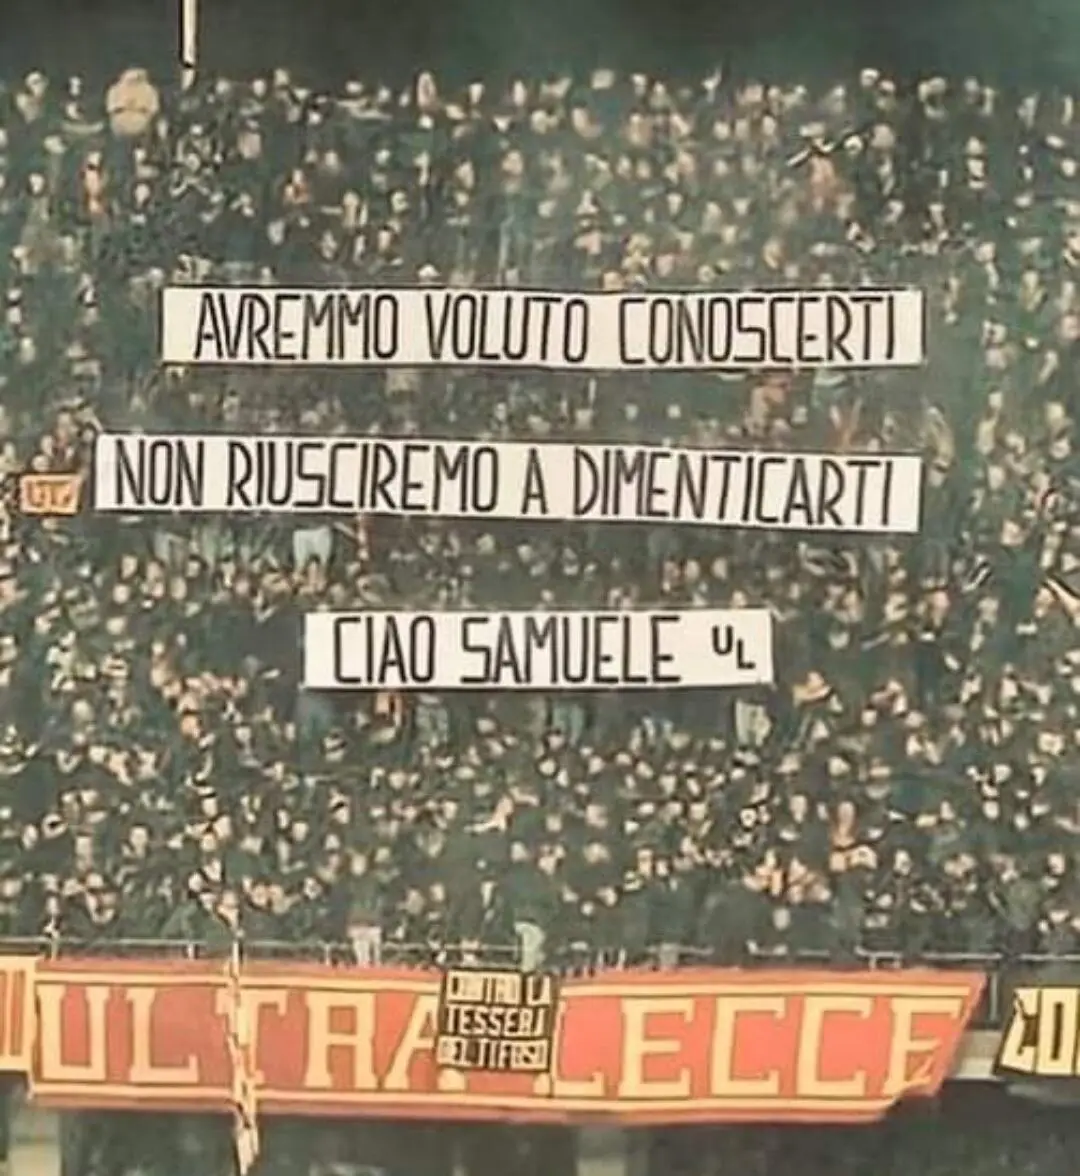 AVREMMO VOLUTO CONOSCERTI
NON RIUSCIREMO A DIMENTICARTI
CIAO SAMUELE UL
ULTRA LECCE
CONTRO LA
TESSERA
DEL TIFOSO